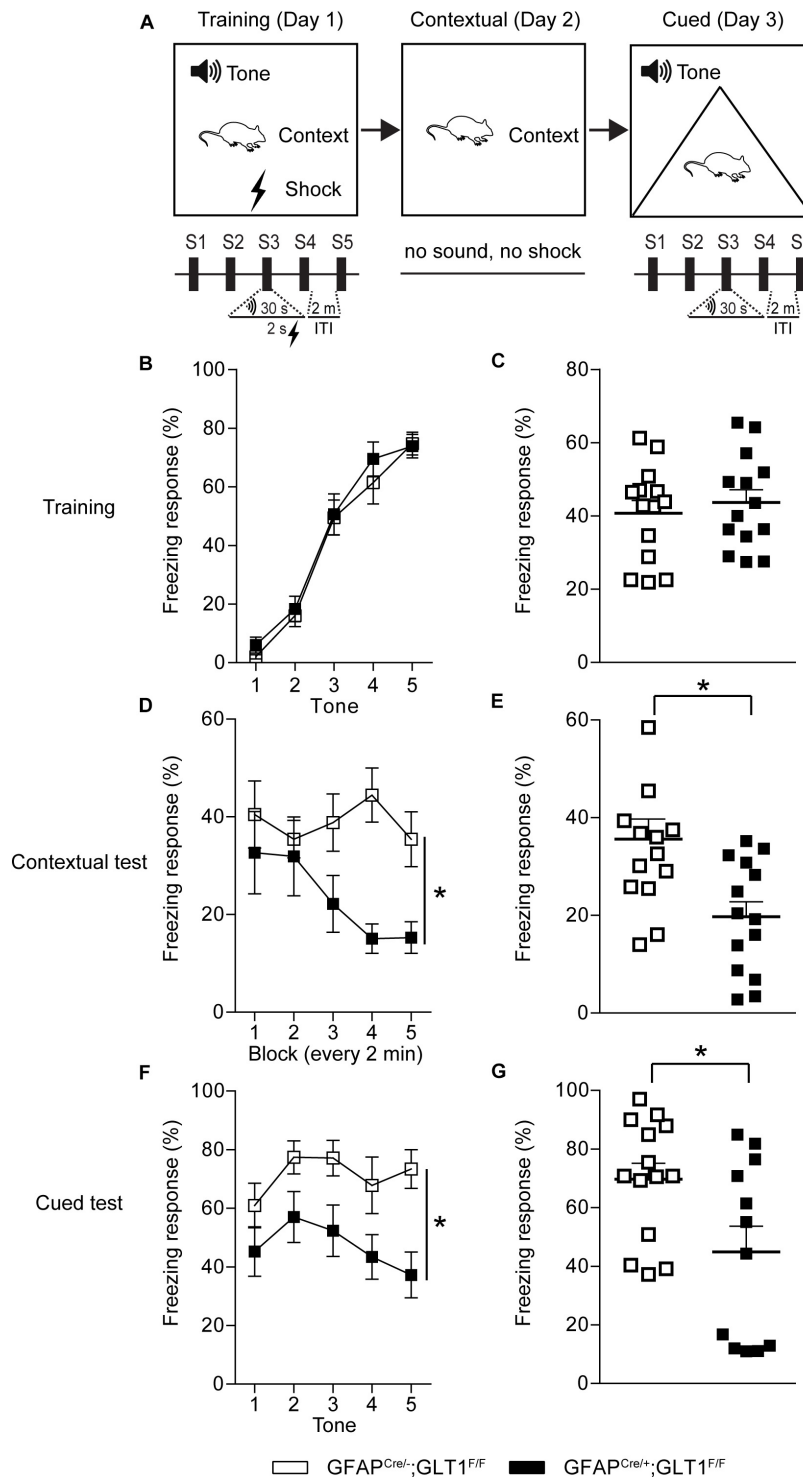 A Training (Day 1) Contextual (Day 2) Cued (Day 3)
Tone
Context
Shock
Context
Tone
S1 S2 S3 S4 S5
30 s 2 m
2 s ITI
no sound, no shock
S1 S2 S3 S4 S
30 s 2 m
ITI
Training
B
Freezing response (%)
100
80
60
40
20
0
1 2 3 4 5
Tone
C
Freezing response (%)
80
60
40
20
0
Contextual test
D
Freezing response (%)
60
40
20
0
*
1 2 3 4 5
Block (every 2 min)
E
Freezing response (%)
60
40
20
0
*
Cued test
F
Freezing response (%)
100
80
60
40
20
0
*
1 2 3 4 5
Tone
G
Freezing response (%)
100
80
60
40
20
0
*
GFAP^Cre/-;GLT1^F/F GFAP^Cre/+;GLT1^F/F